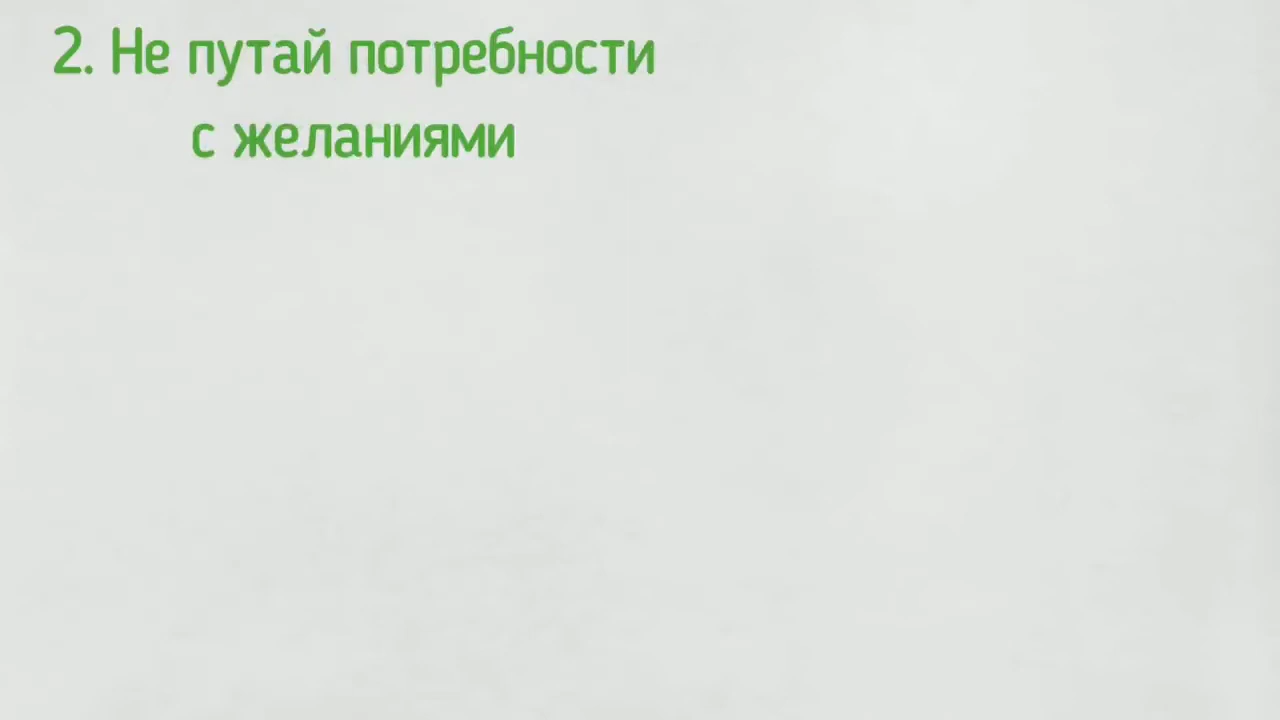 2. Не путай потребности
с желаниями